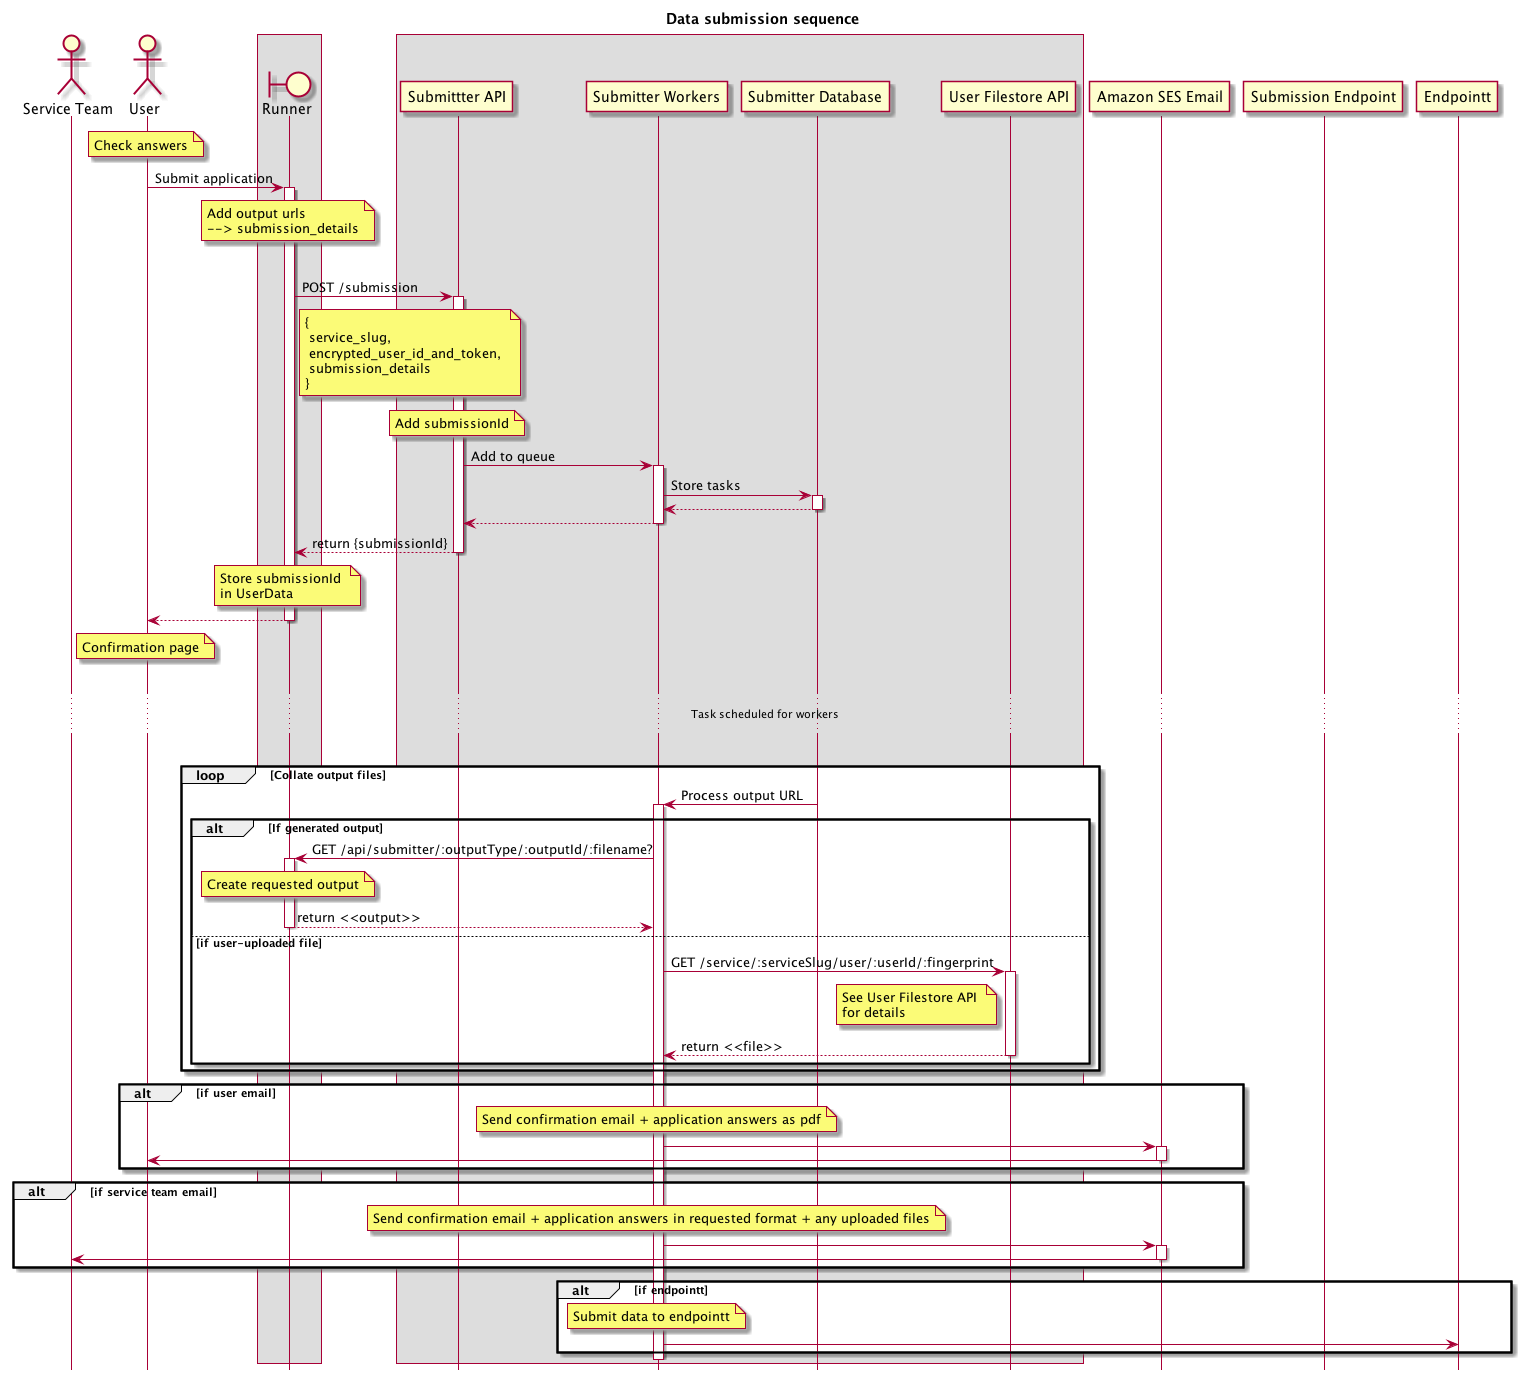 Data submission sequence
Service Team
User
Runner
Submittter API
Submitter Workers
Submitter Database
User Filestore API
Amazon SES Email
Submission Endpoint
Endpointt
Check answers
Submit application
Add output urls
--> submission_details
POST /submission
{
service_slug,
encrypted_user_id_and_token,
submission_details
}
Add submissionId
Add to queue
Store tasks
return {submissionId}
Store submissionId
in UserData
Confirmation page
Task scheduled for workers
loop [Collate output files]
Process output URL
alt [If generated output]
GET /api/submitter/:outputType/:outputId/:filename?
Create requested output
return <<output>>
[if user-uploaded file]
GET /service/:serviceSlug/user/:userId/:fingerprint
See User Filestore API
for details
return <<file>>
alt [if user email]
Send confirmation email + application answers as pdf
alt [if service team email]
Send confirmation email + application answers in requested format + any uploaded files
alt [if endpointt]
Submit data to endpointt